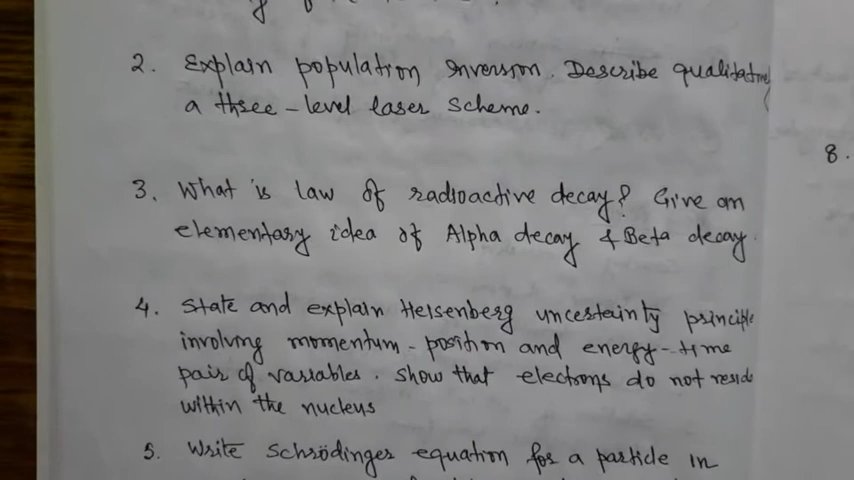 2. Explain population inversion. Describe qualitatively
a three-level laser scheme.
8.
3. What is law of radioactive decay? Give an
elementary idea of Alpha decay & Beta decay.
4. State and explain Heisenberg uncertainty principle
involving momentum-position and energy-time
pair of variables. Show that electrons do not reside
within the nucleus
5. Write Schrödinger equation for a particle in